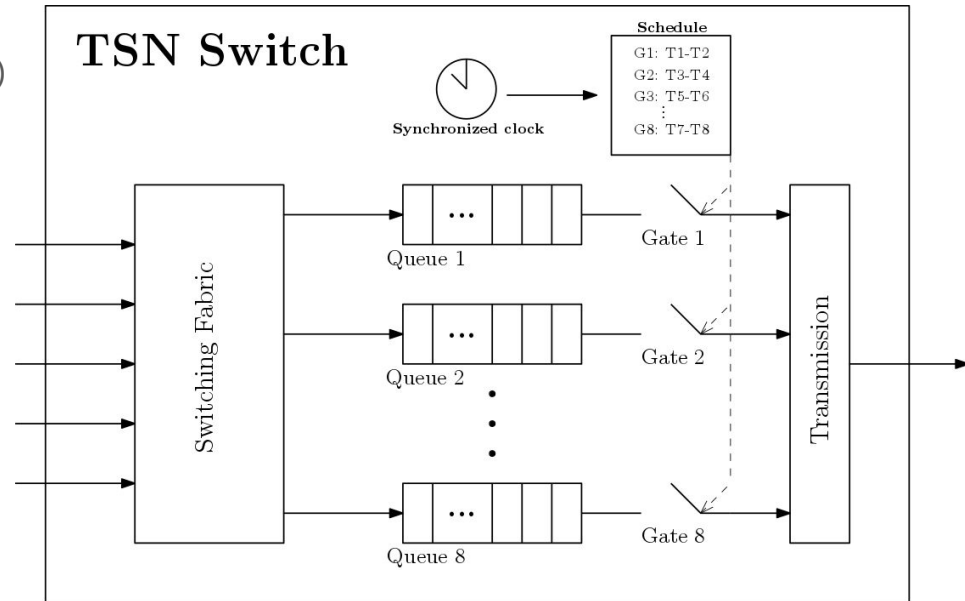 )
TSN Switch
Schedule
G1: T1-T2
G2: T3-T4
G3: T5-T6
⋮
G8: T7-T8
Synchronized clock
Switching Fabric
...
Queue 1
Gate 1
...
Queue 2
Gate 2
...
Queue 8
Gate 8
Transmission